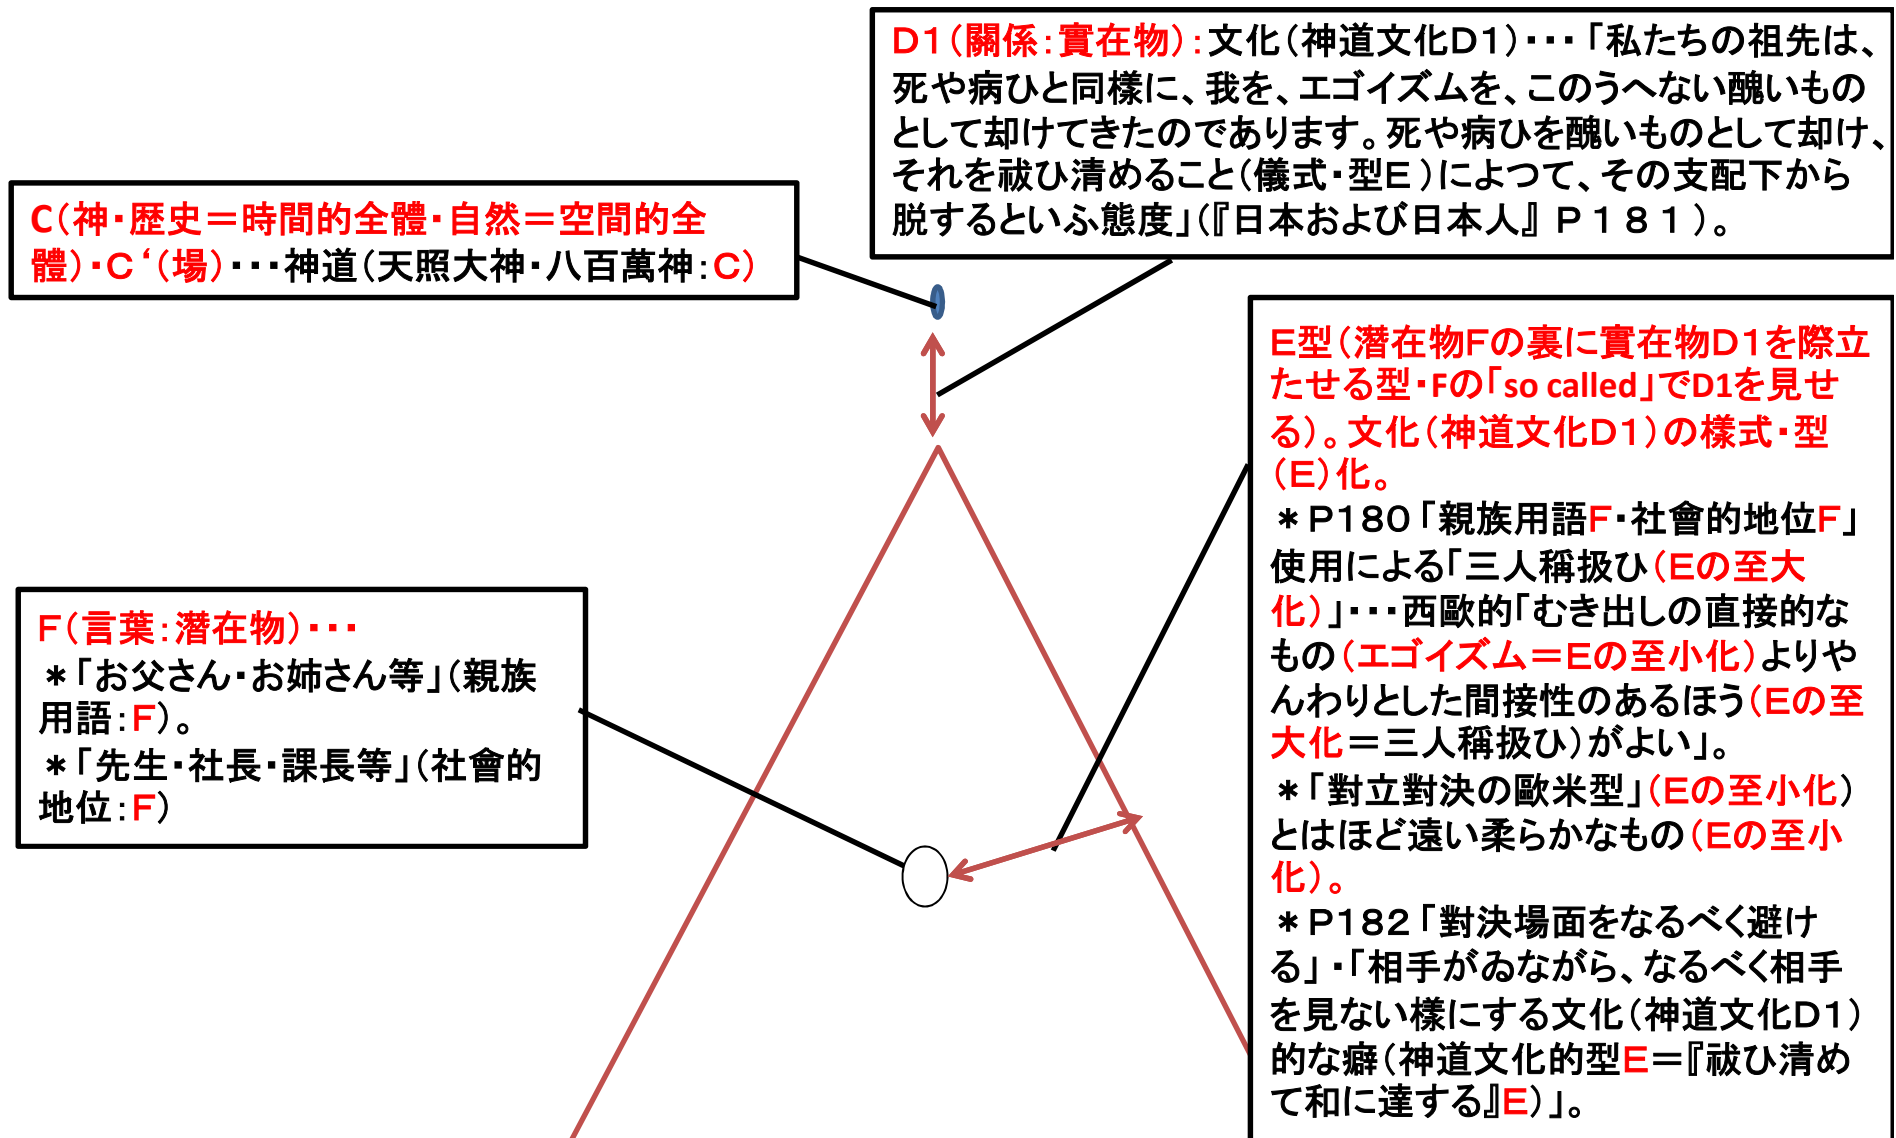 D1(關係:實在物):文化(神道文化D1)・・・「私たちの祖先は、
死や病ひと同樣に、我を、エゴイズムを、このうへない醜いもの
として却けてきたのであります。死や病ひを醜いものとして却け、
それを祓ひ清めること(儀式・型E)によつて、その支配下から
脱するといふ態度」(『日本および日本人』P181)。
C(神・歴史=時間的全體・自然=空間的全
體)・C‘(場)・・・神道(天照大神・八百萬神:C)
E型(潛在物Fの裏に實在物D1を際立
たせる型・Fの「so called」でD1を見せ
る)。文化(神道文化D1)の樣式・型
(E)化。
*P180「親族用語F・社會的地位F」
使用による「三人稱扱ひ(Eの至大
化)」・・・西歐的「むき出しの直接的な
もの(エゴイズム=Eの至小化)よりや
んわりとした間接性のあるほう(Eの至
大化=三人稱扱ひ)がよい」。
*「對立對決の歐米型」(Eの至小化)
とはほど遠い柔らかなもの(Eの至小
化)。
*P182「對決場面をなるべく避け
る」・「相手がゐながら、なるべく相手
を見ない樣にする文化(神道文化D1)
的な癖(神道文化的型E=『祓ひ清め
て和に達する』E)」。
F(言葉:潛在物)・・・
*「お父さん・お姉さん等」(親族
用語:F)。
*「先生・社長・課長等」(社會的
地位:F)